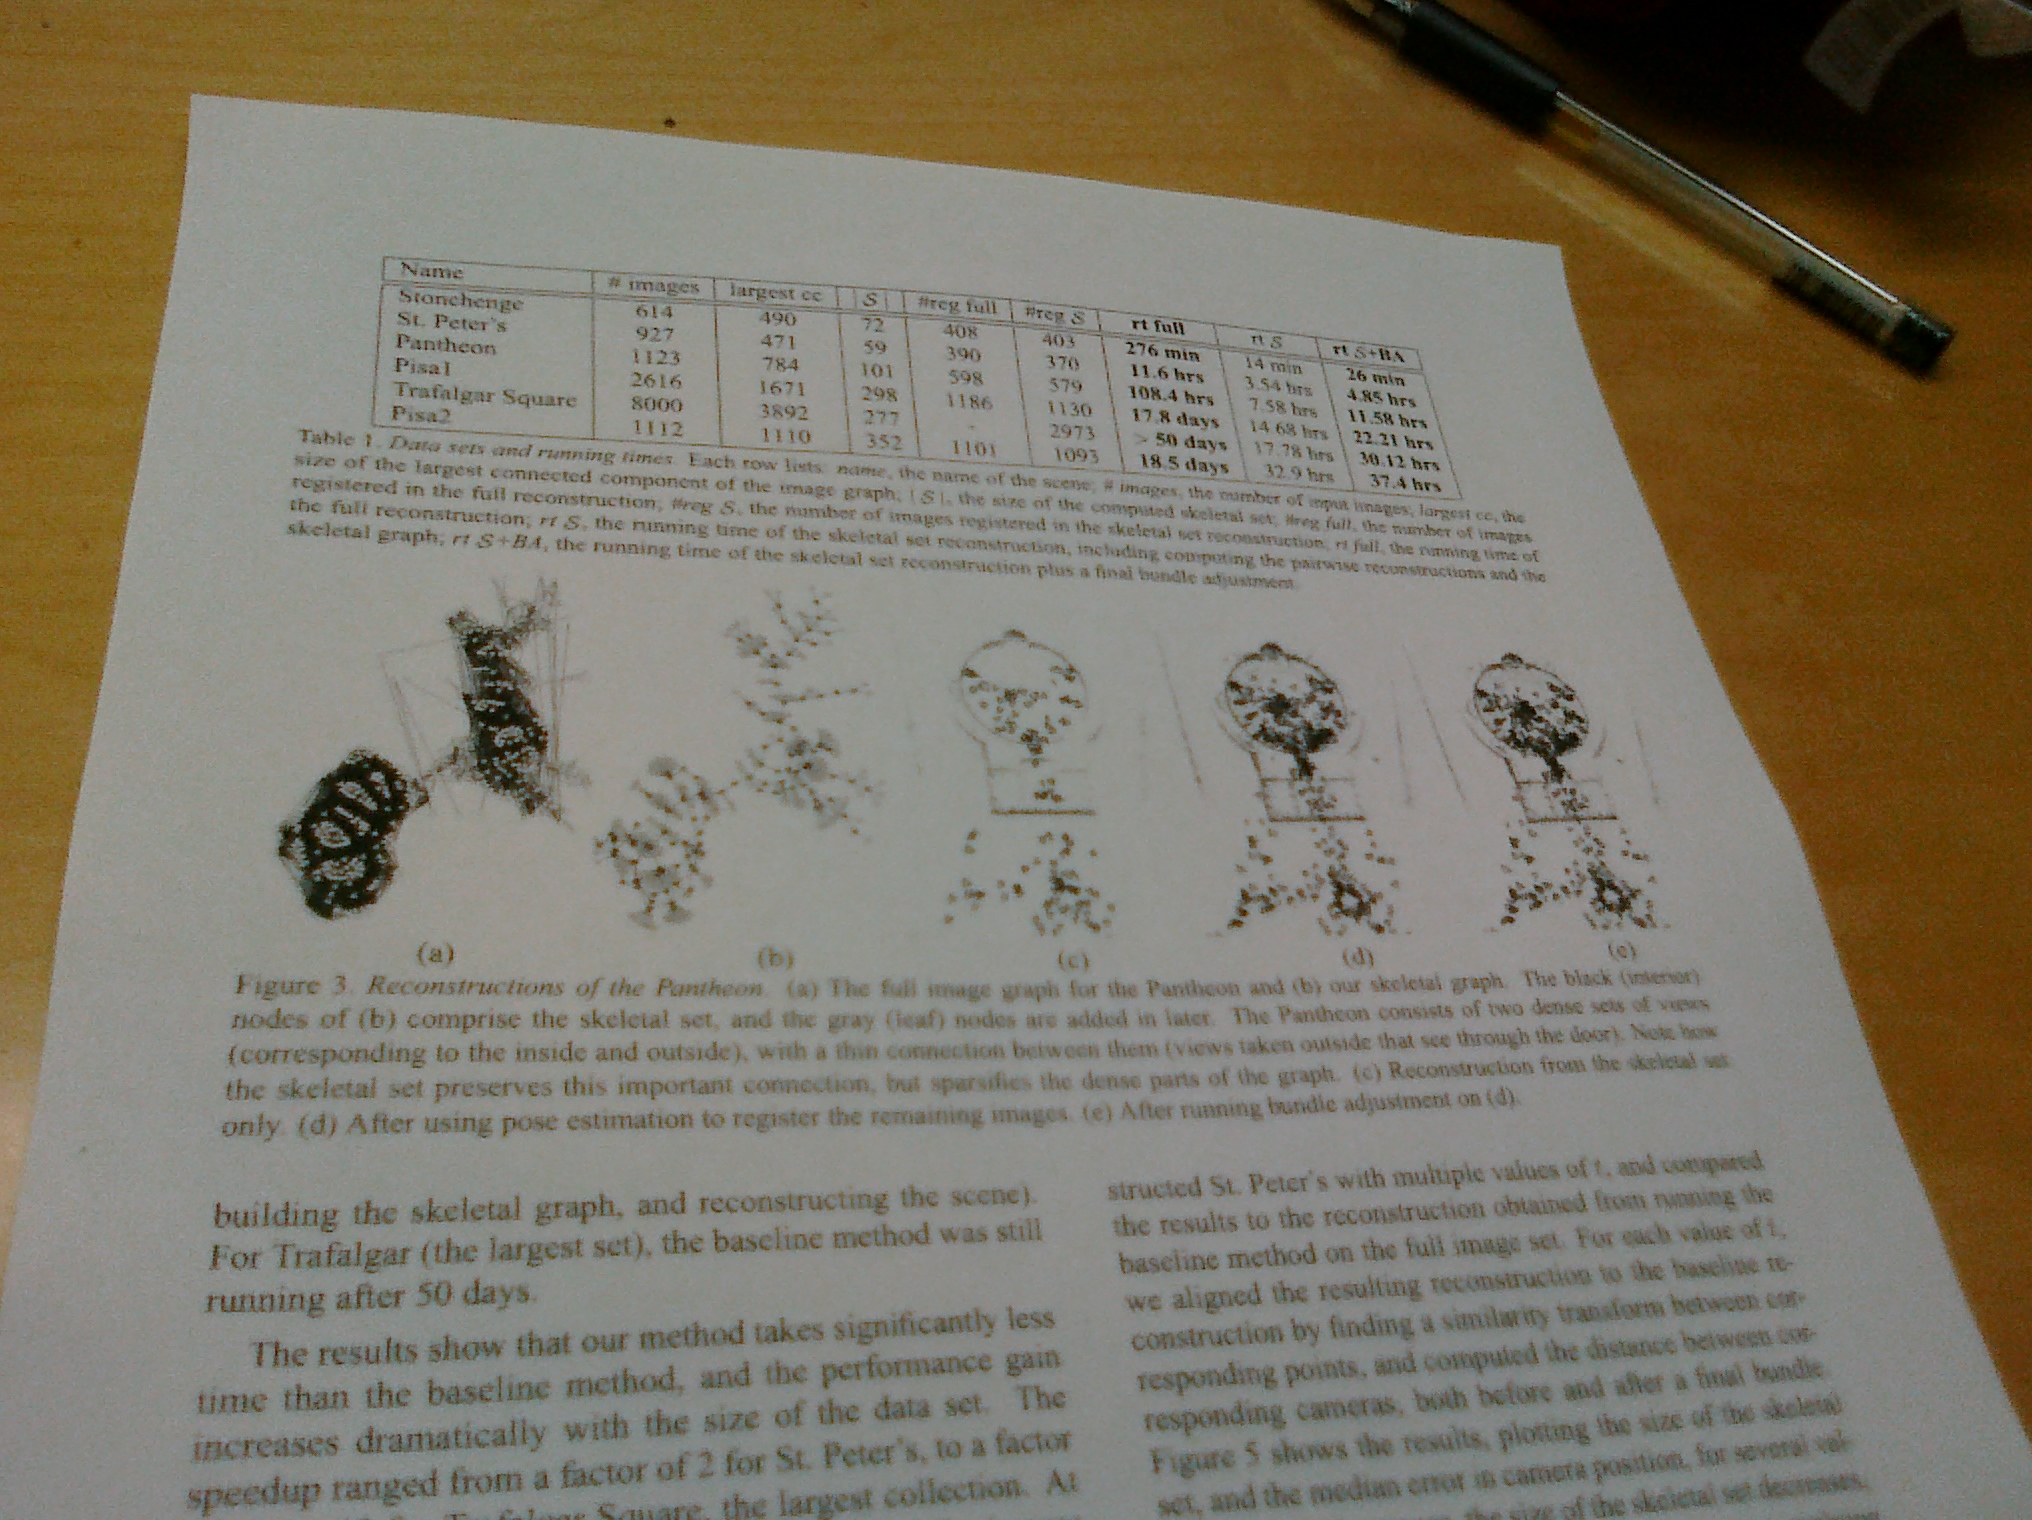 Name # images largest cc |S| #reg full #reg S rt full rt S rt S+BA
Stonehenge 614 490 72 408 403 276 min 14 min 26 min
St. Peter's 927 471 59 390 370 11.6 hrs 3.54 hrs 4.85 hrs
Pantheon 1123 784 101 598 579 108.4 hrs 7.58 hrs 11.58 hrs
Pisa1 2616 1671 298 1186 1130 17.8 days 14.68 hrs 22.21 hrs
Trafalgar Square 8000 3892 277 - 2973 > 50 days 17.78 hrs 30.12 hrs
Pisa2 1112 1110 352 1101 1093 18.5 days 32.9 hrs 37.4 hrs
Table 1. Data sets and running times. Each row lists: name, the name of the scene; # images, the number of input images; largest cc, the
size of the largest connected component of the image graph; |S|, the size of the computed skeletal set; #reg full, the number of images
registered in the full reconstruction; #reg S, the number of images registered in the skeletal set reconstruction; rt full, the running time of
the full reconstruction; rt S, the running time of the skeletal set reconstruction, including computing the pairwise reconstructions and the
skeletal graph; rt S+BA, the running time of the skeletal set reconstruction plus a final bundle adjustment.
(a) (b) (c) (d) (e)
Figure 3. Reconstructions of the Pantheon. (a) The full image graph for the Pantheon and (b) our skeletal graph. The black (interior)
nodes of (b) comprise the skeletal set, and the gray (leaf) nodes are added in later. The Pantheon consists of two dense sets of views
(corresponding to the inside and outside), with a thin connection between them (views taken outside that see through the door). Note how
the skeletal set preserves this important connection, but sparsifies the dense parts of the graph. (c) Reconstruction from the skeletal set
only. (d) After using pose estimation to register the remaining images. (e) After running bundle adjustment on (d).
building the skeletal graph, and reconstructing the scene).
For Trafalgar (the largest set), the baseline method was still
running after 50 days.
The results show that our method takes significantly less
time than the baseline method, and the performance gain
increases dramatically with the size of the data set. The
speedup ranged from a factor of 2 for St. Peter's, to a factor
Trafalgar Square, the largest collection. At
structed St. Peter's with multiple values of t, and compared
the results to the reconstruction obtained from running the
baseline method on the full image set. For each value of t,
we aligned the resulting reconstruction to the baseline re-
construction by finding a similarity transform between cor-
responding points, and computed the distance between cor-
responding cameras, both before and after a final bundle
Figure 5 shows the results, plotting the size of the skeletal
set, and the median error in camera position, for several val-
the size of the skeletal set decreases,